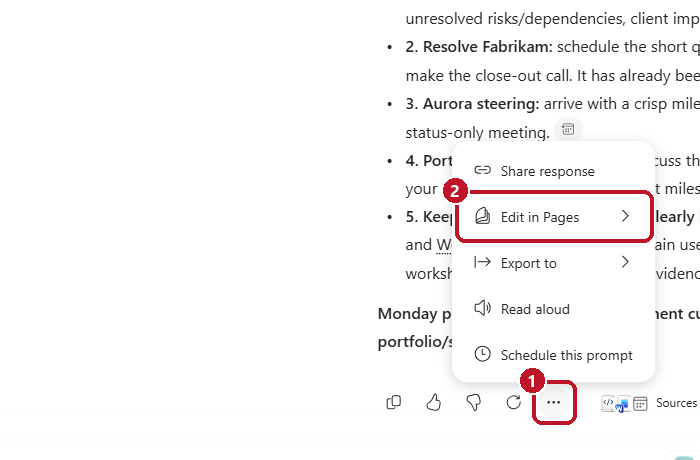 unresolved risks/dependencies, client imp
• 2. Resolve Fabrikam: schedule the short q
make the close-out call. It has already bee
• 3. Aurora steering: arrive with a crisp mile
status-only meeting.
Share response
• 4. Port cuss th
your t miles
2
Edit in Pages
• 5. Keep learly
and W ain use
Export to
worksh videnc
Read aloud
Monday p ment cu
portfolio/s
Schedule this prompt
1
Sources